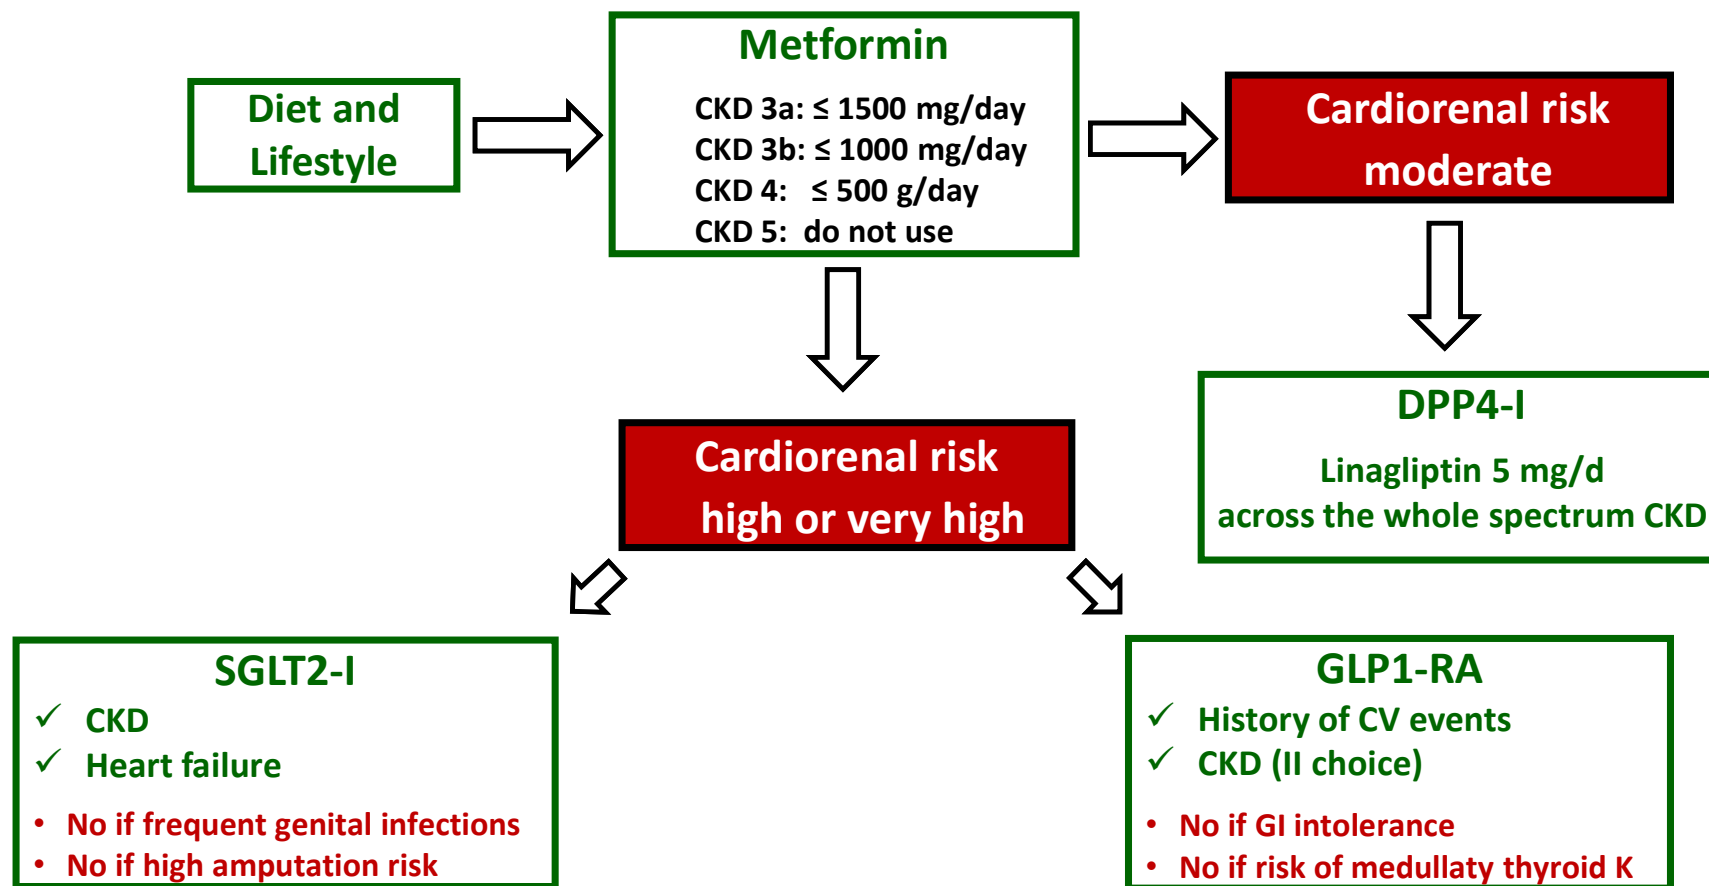 Diet and
Lifestyle
Metformin
CKD 3a: ≤ 1500 mg/day
CKD 3b: ≤ 1000 mg/day
CKD 4: ≤ 500 g/day
CKD 5: do not use
Cardiorenal risk
moderate
DPP4-I
Linagliptin 5 mg/d
across the whole spectrum CKD
Cardiorenal risk
high or very high
SGLT2-I
✓ CKD
✓ Heart failure
• No if frequent genital infections
• No if high amputation risk
GLP1-RA
✓ History of CV events
✓ CKD (II choice)
• No if GI intolerance
• No if risk of medullaty thyroid K